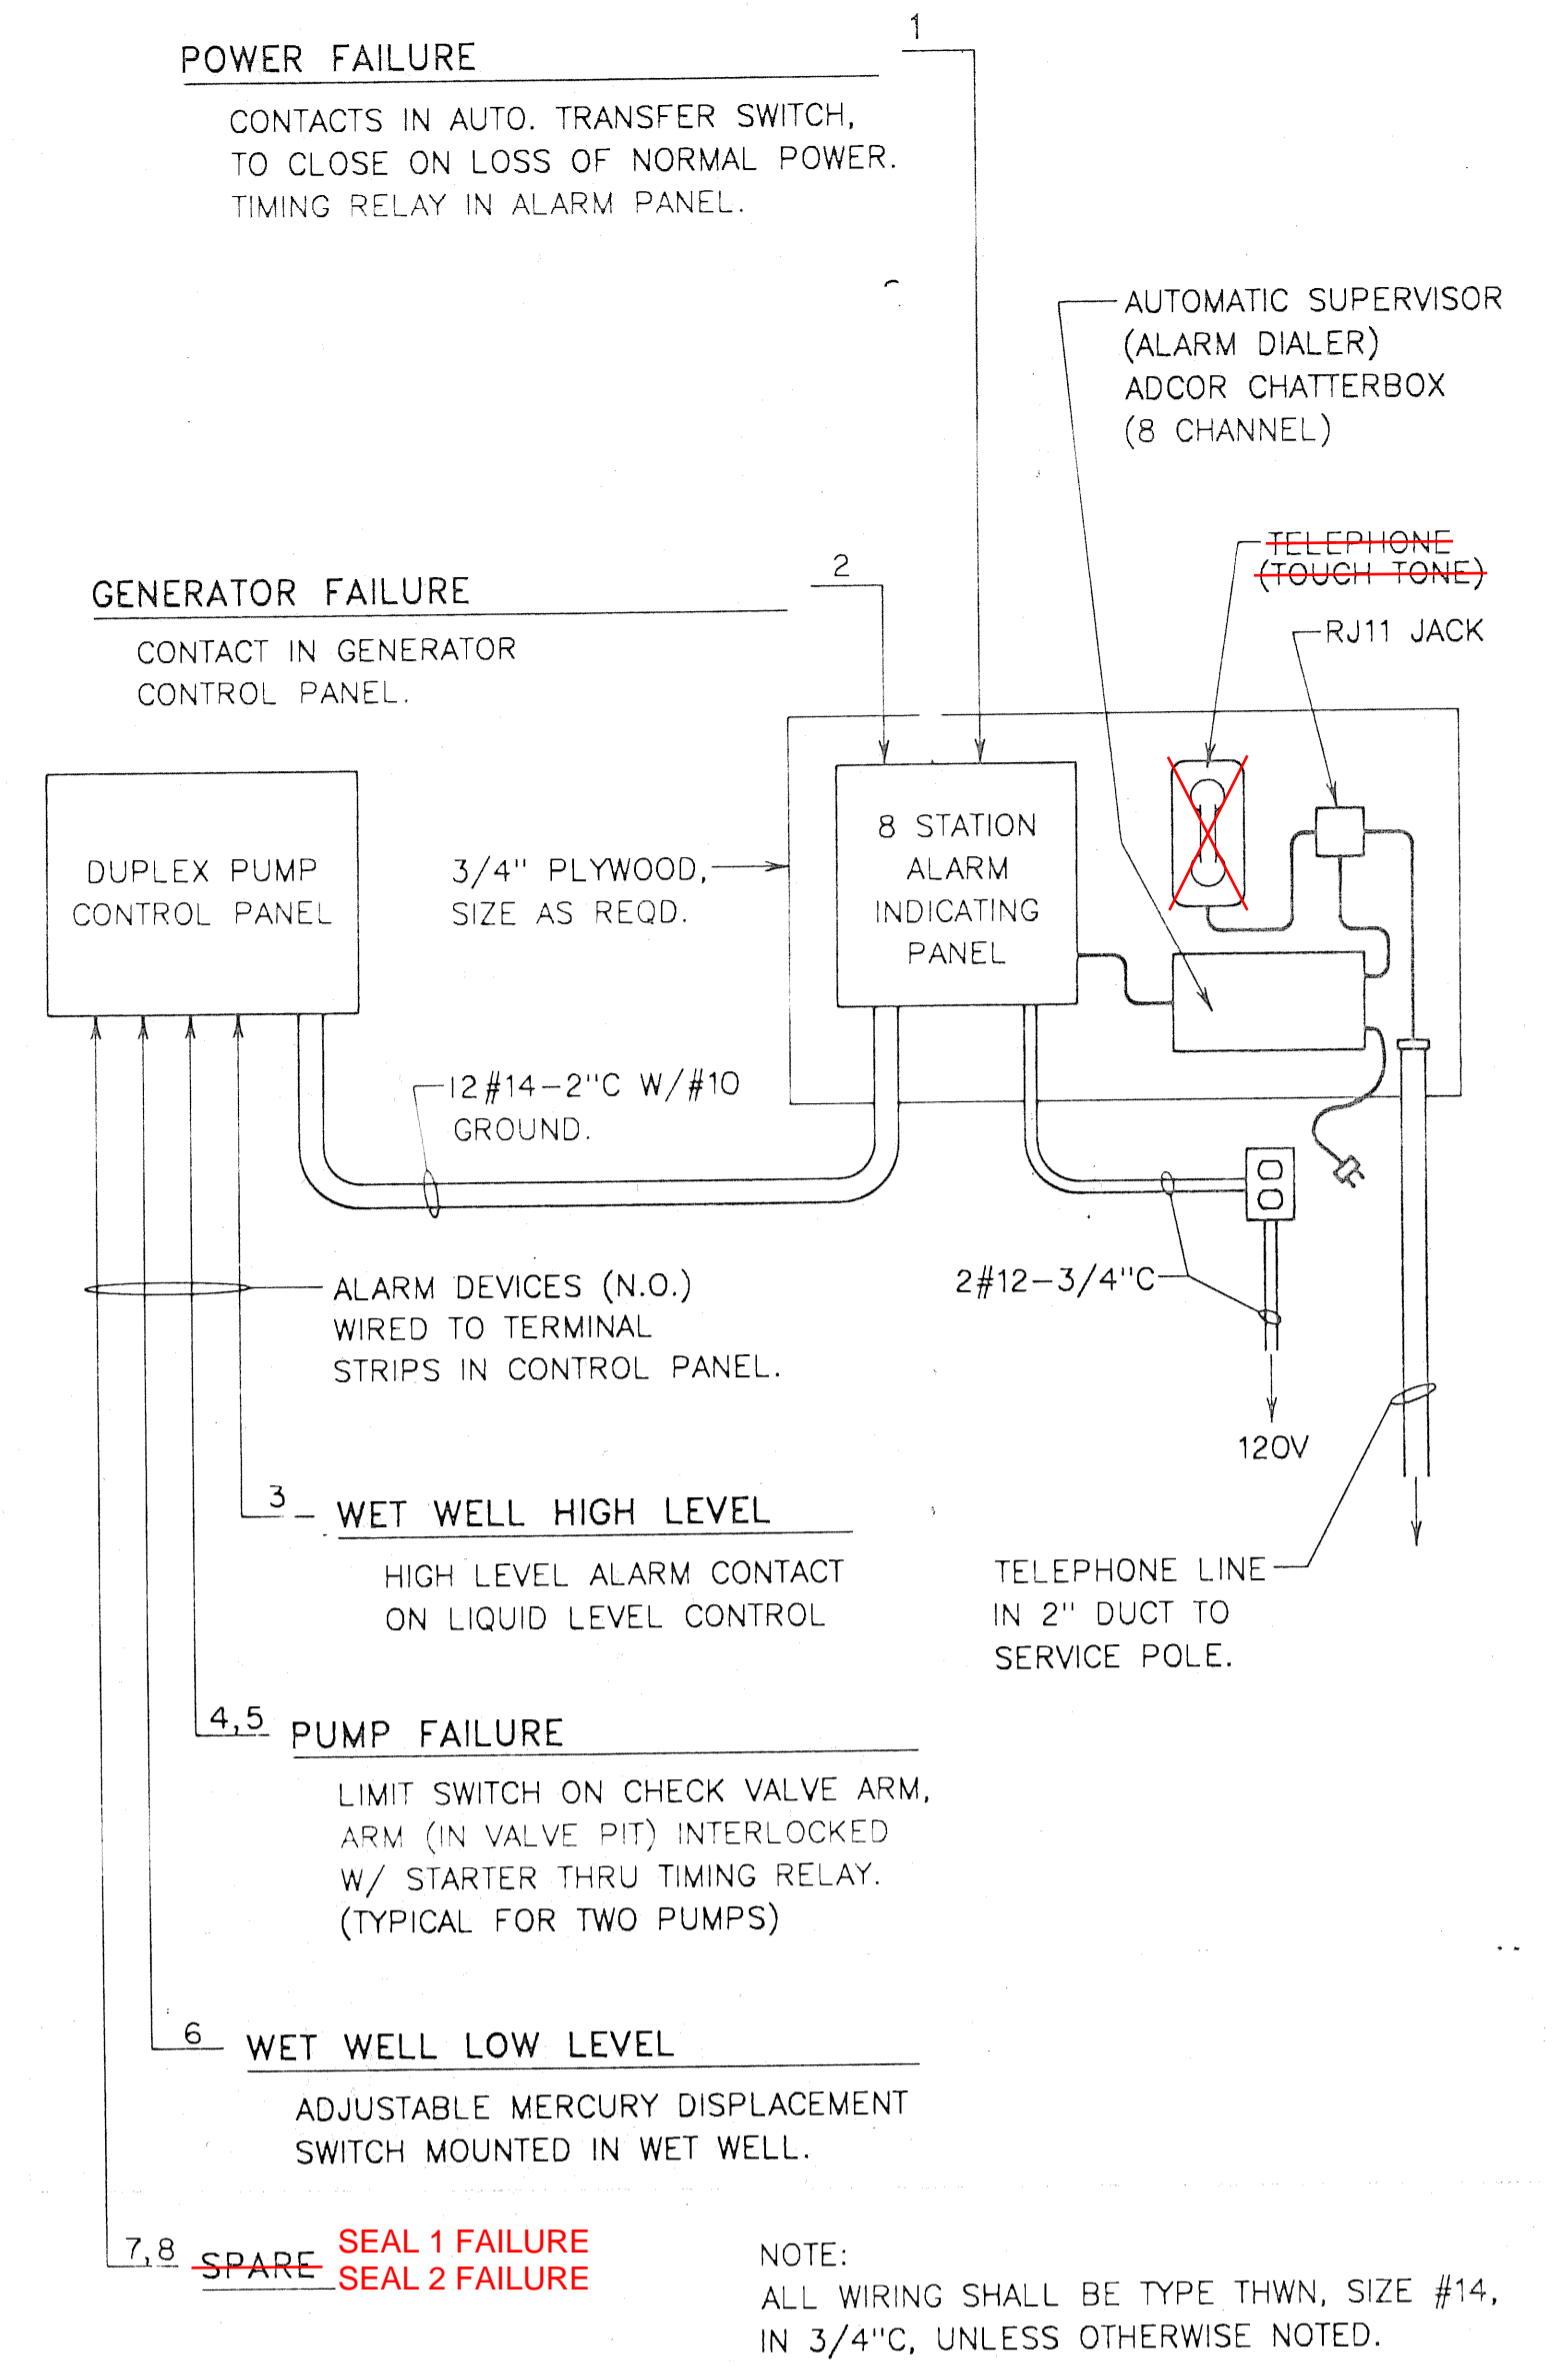 1
POWER FAILURE
CONTACTS IN AUTO. TRANSFER SWITCH,
TO CLOSE ON LOSS OF NORMAL POWER.
TIMING RELAY IN ALARM PANEL.
AUTOMATIC SUPERVISOR
(ALARM DIALER)
ADCOR CHATTERBOX
(8 CHANNEL)
TELEPHONE
(TOUCH TONE)
RJ11 JACK
2
GENERATOR FAILURE
CONTACT IN GENERATOR
CONTROL PANEL.
DUPLEX PUMP
CONTROL PANEL
3/4" PLYWOOD,
SIZE AS REQD.
8 STATION
ALARM
INDICATING
PANEL
12#14-2"C W/#10
GROUND.
ALARM DEVICES (N.O.)
WIRED TO TERMINAL
STRIPS IN CONTROL PANEL.
2#12-3/4"C
120V
3
WET WELL HIGH LEVEL
HIGH LEVEL ALARM CONTACT
ON LIQUID LEVEL CONTROL
TELEPHONE LINE
IN 2" DUCT TO
SERVICE POLE.
4,5
PUMP FAILURE
LIMIT SWITCH ON CHECK VALVE ARM,
ARM (IN VALVE PIT) INTERLOCKED
W/ STARTER THRU TIMING RELAY.
(TYPICAL FOR TWO PUMPS)
6
WET WELL LOW LEVEL
ADJUSTABLE MERCURY DISPLACEMENT
SWITCH MOUNTED IN WET WELL.
7,8
SPARE
SEAL 1 FAILURE
SEAL 2 FAILURE
NOTE:
ALL WIRING SHALL BE TYPE THWN, SIZE #14,
IN 3/4"C, UNLESS OTHERWISE NOTED.